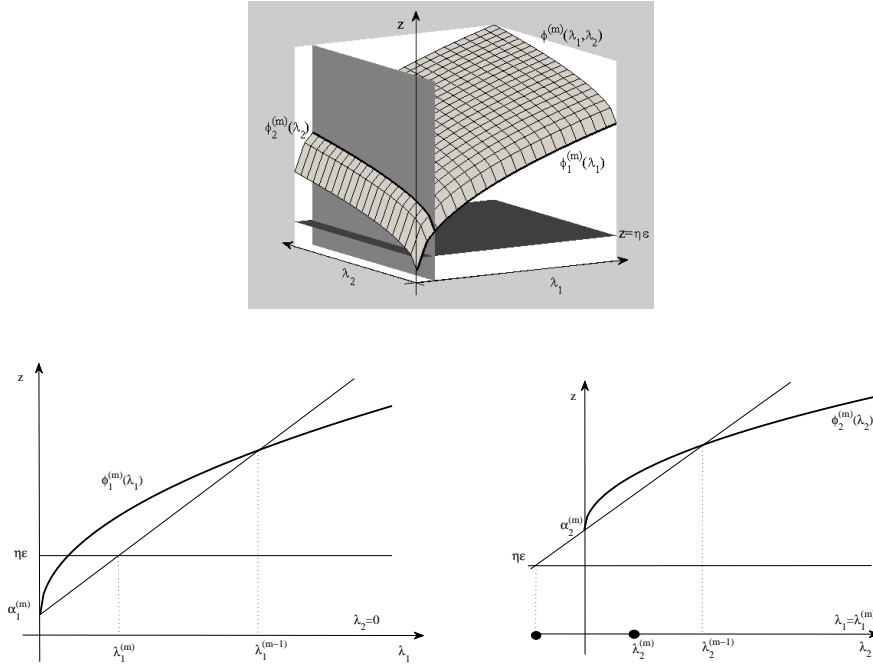 z
ϕ^(m)(λ₁,λ₂)
ϕ₂^(m)(λ₂)
ϕ₁^(m)(λ₁)
z=ηε
λ₂
λ₁
z
ϕ₁^(m)(λ₁)
ηε
α₁^(m)
λ₂=0
λ₁^(m)
λ₁^(m−1)
λ₁
z
ϕ₂^(m)(λ₂)
α₂^(m)
ηε
λ₁=λ₁^(m)
λ₂^(m)
λ₂^(m−1)
λ₂